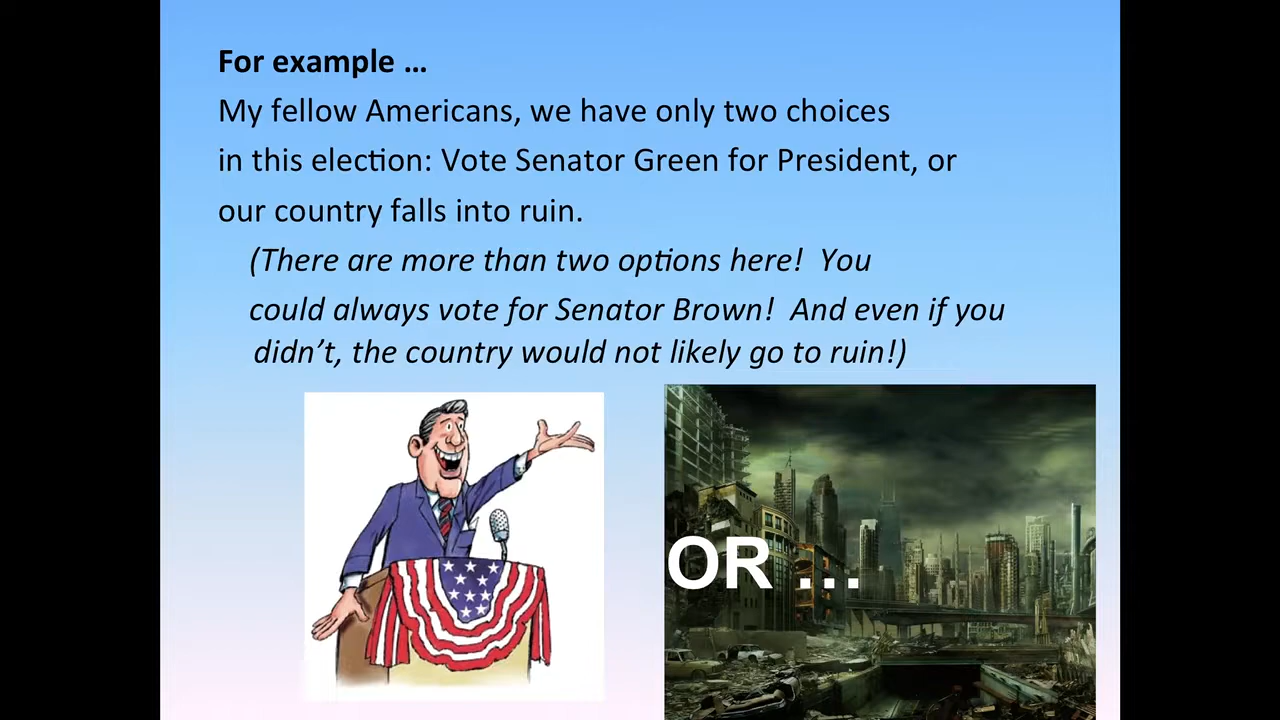 For example …
My fellow Americans, we have only two choices
in this election: Vote Senator Green for President, or
our country falls into ruin.
(There are more than two options here!  You
could always vote for Senator Brown!  And even if you
didn’t, the country would not likely go to ruin!)
OR …